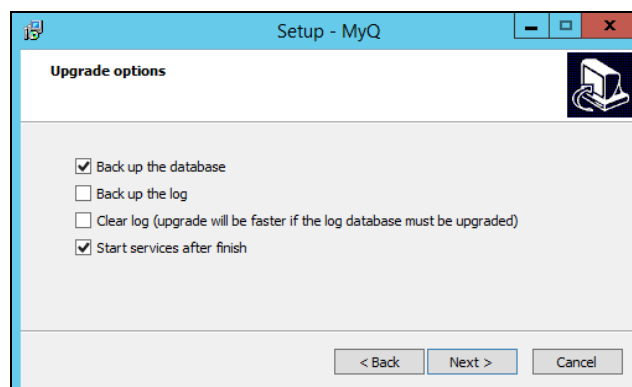 Setup - MyQ
Upgrade options
Back up the database
Back up the log
Clear log (upgrade will be faster if the log database must be upgraded)
Start services after finish
< Back Next > Cancel